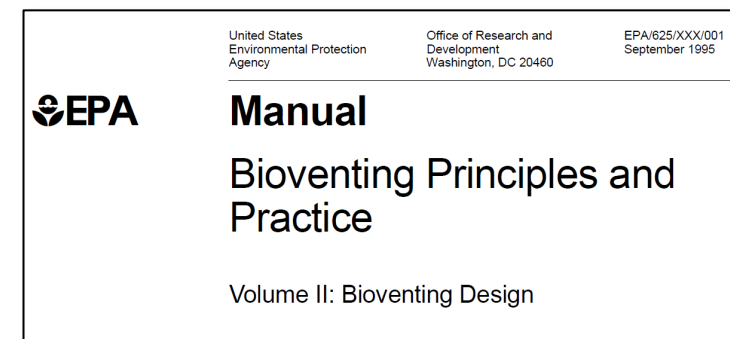 United States
Environmental Protection
Agency
Office of Research and
Development
Washington, DC 20460
EPA/625/XXX/001
September 1995
EPA
Manual
Bioventing Principles and
Practice
Volume II: Bioventing Design